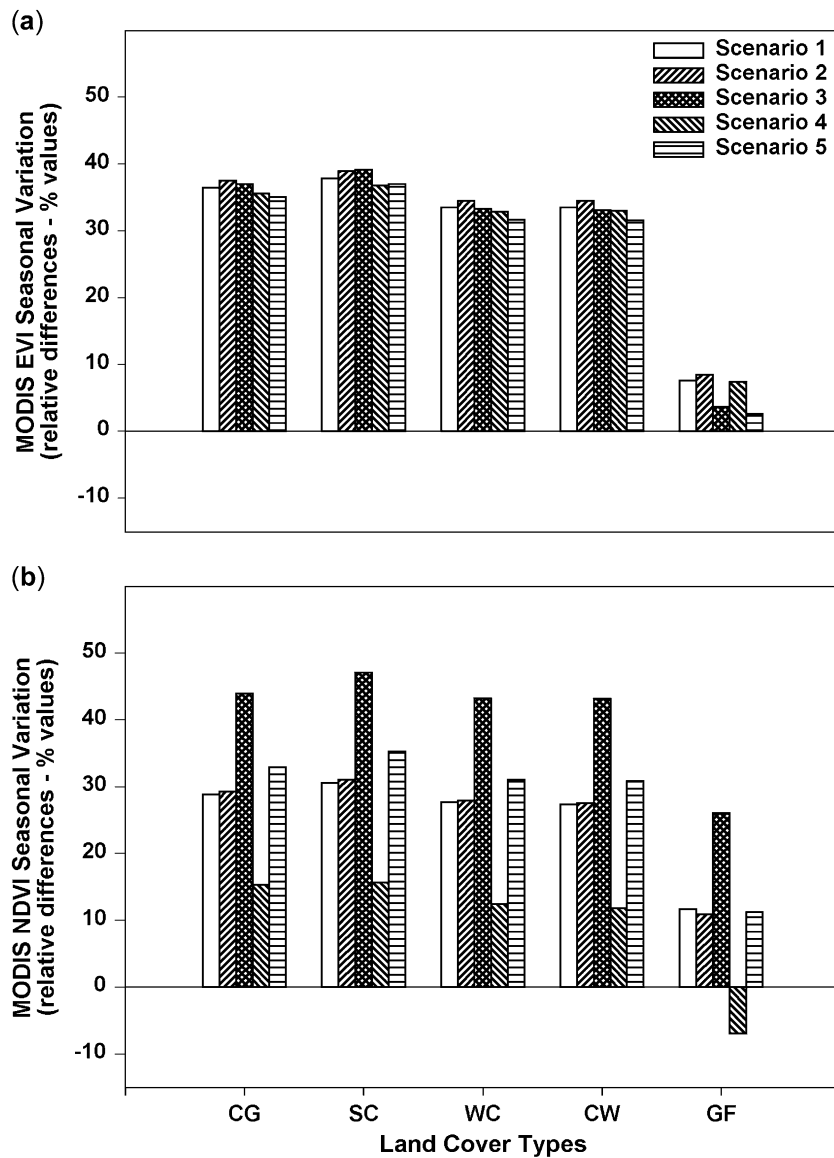 (a)
MODIS EVI Seasonal Variation
(relative differences - % values)
50
40
30
20
10
0
-10
Scenario 1
Scenario 2
Scenario 3
Scenario 4
Scenario 5
(b)
MODIS NDVI Seasonal Variation
(relative differences - % values)
50
40
30
20
10
0
-10
CG SC WC CW GF
Land Cover Types